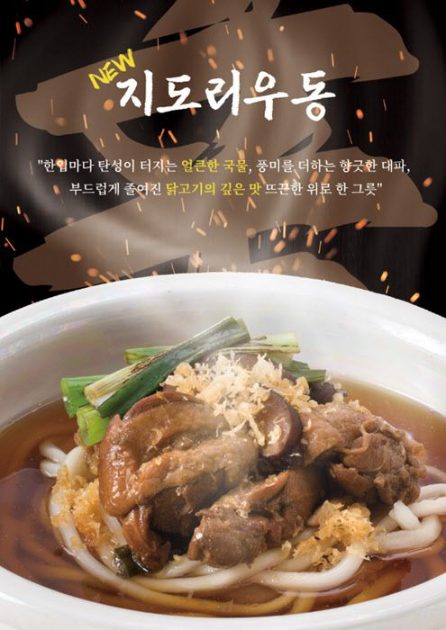 NEW
지도리우동
"한입마다 탄성이 터지는 얼큰한 국물, 풍미를 더하는 향긋한 대파,
부드럽게 졸여진 닭고기의 깊은 맛 뜨끈한 위로 한 그릇"